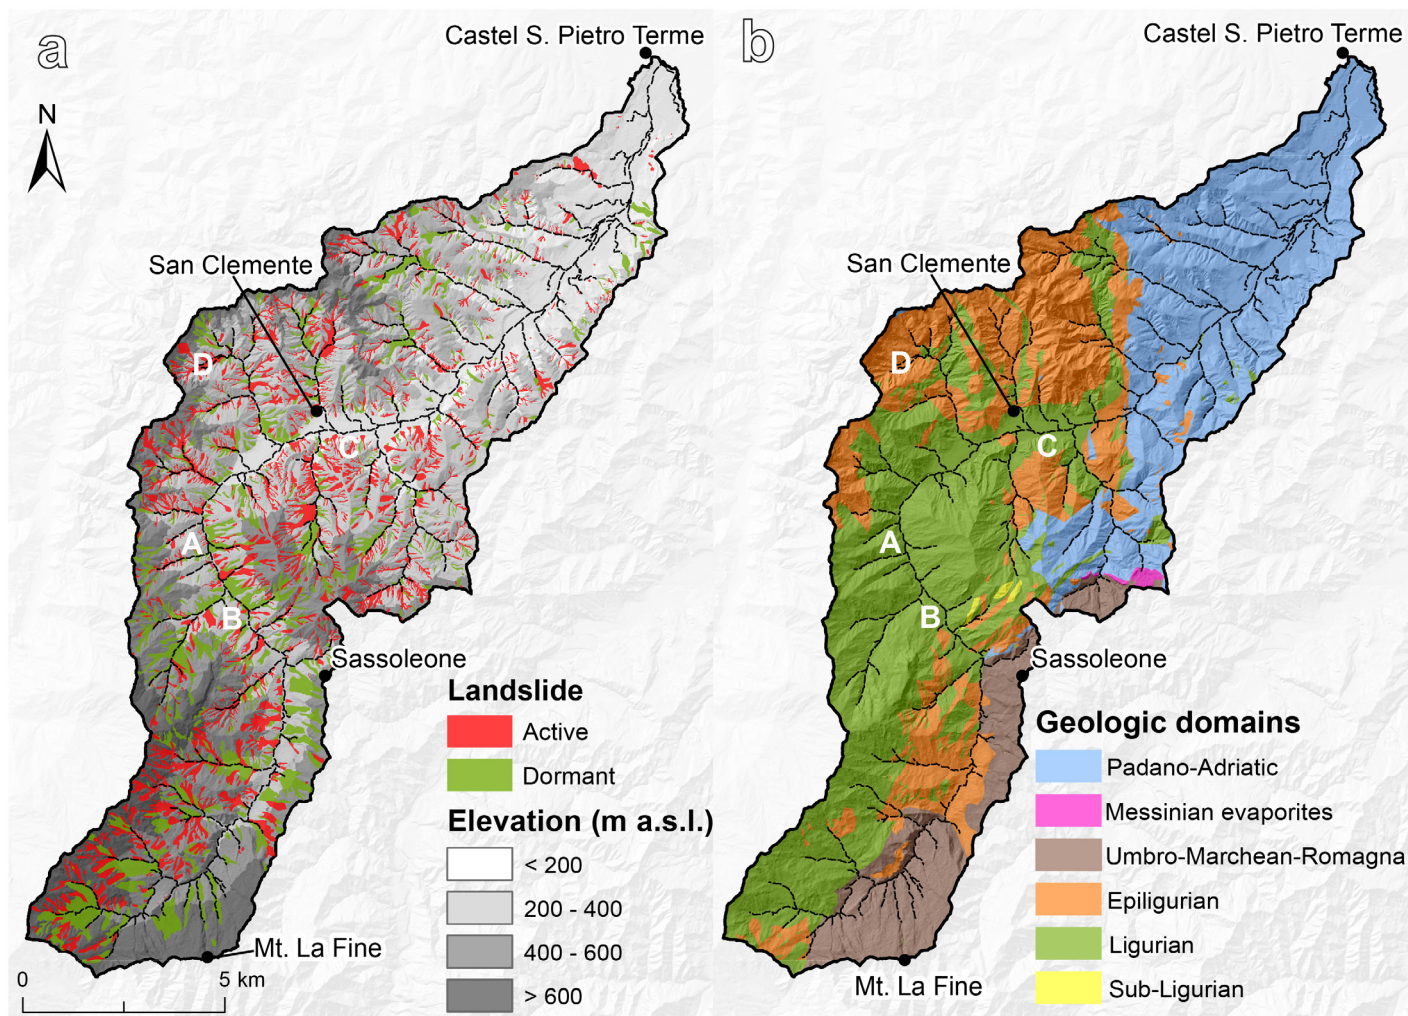 a
Castel S. Pietro Terme
N
San Clemente
D
C
A
B
Sassoleone
Landslide
Active
Dormant
Elevation (m a.s.l.)
< 200
200 - 400
400 - 600
> 600
Mt. La Fine
0 5 km
b
Castel S. Pietro Terme
San Clemente
D
C
A
B
Sassoleone
Geologic domains
Padano-Adriatic
Messinian evaporites
Umbro-Marchean-Romagna
Epiligurian
Ligurian
Sub-Ligurian
Mt. La Fine